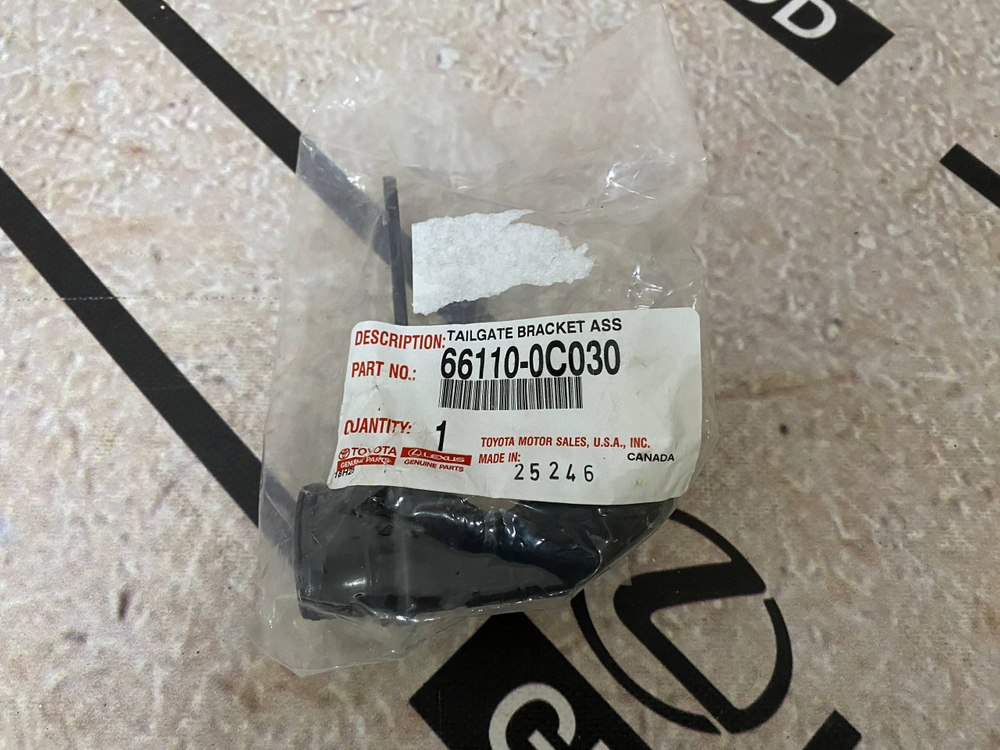 OD
DESCRIPTION: TAILGATE BRACKET ASS
PART NO.: 66110-0C030
QUANTITY: 1
TOYOTA MOTOR SALES, U.S.A., INC.
TOYOTA
GENUINE PARTS
LEXUS
GENUINE PARTS
MADE IN: CANADA
25246
G